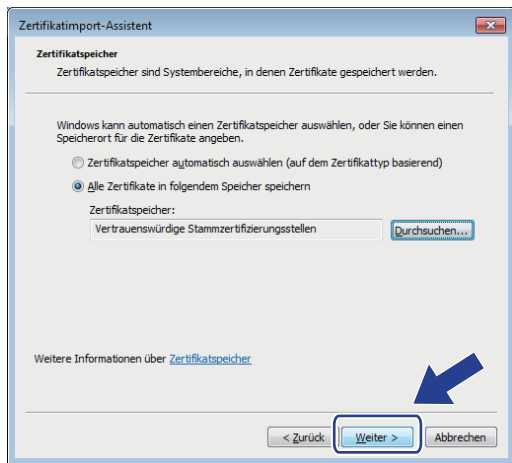 Zertifikatimport-Assistent
Zertifikatspeicher
Zertifikatspeicher sind Systembereiche, in denen Zertifikate gespeichert werden.
Windows kann automatisch einen Zertifikatspeicher auswählen, oder Sie können einen
Speicherort für die Zertifikate angeben.
Zertifikatspeicher automatisch auswählen (auf dem Zertifikattyp basierend)
Alle Zertifikate in folgendem Speicher speichern
Zertifikatspeicher:
Vertrauenswürdige Stammzertifizierungsstellen
Durchsuchen...
Weitere Informationen über Zertifikatspeicher
< Zurück Weiter > Abbrechen